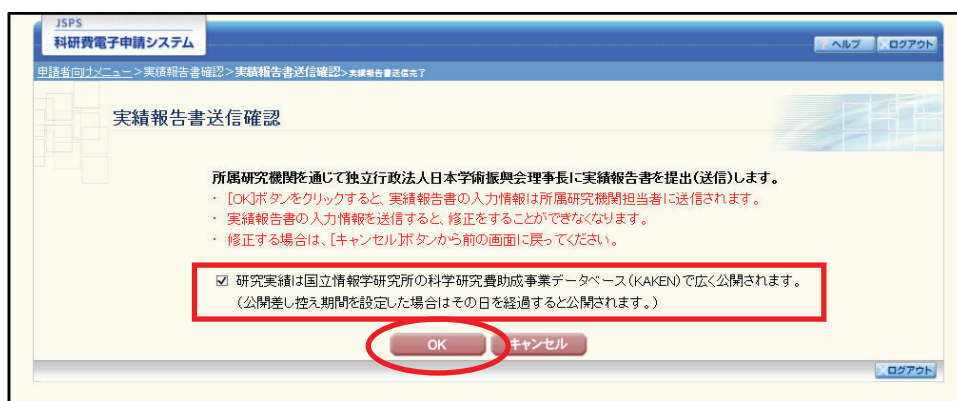 JSPS
科研費電子申請システム
? ヘルプ
×ログアウト
申請者向けメニュー>実績報告書確認>実績報告書送信確認>実績報告書送信完了
実績報告書送信確認
所属研究機関を通じて独立行政法人日本学術振興会理事長に実績報告書を提出(送信)します。
・ [OK]ボタンをクリックすると、実績報告書の入力情報は所属研究機関担当者に送信されます。
・ 実績報告書の入力情報を送信すると、修正をすることができなくなります。
・ 修正する場合は、[キャンセル]ボタンから前の画面に戻ってください。
研究実績は国立情報学研究所の科学研究費助成事業データベース(KAKEN)で広く公開されます。
(公開差し控え期間を設定した場合はその日を経過すると公開されます。)
OK
キャンセル
×ログアウト